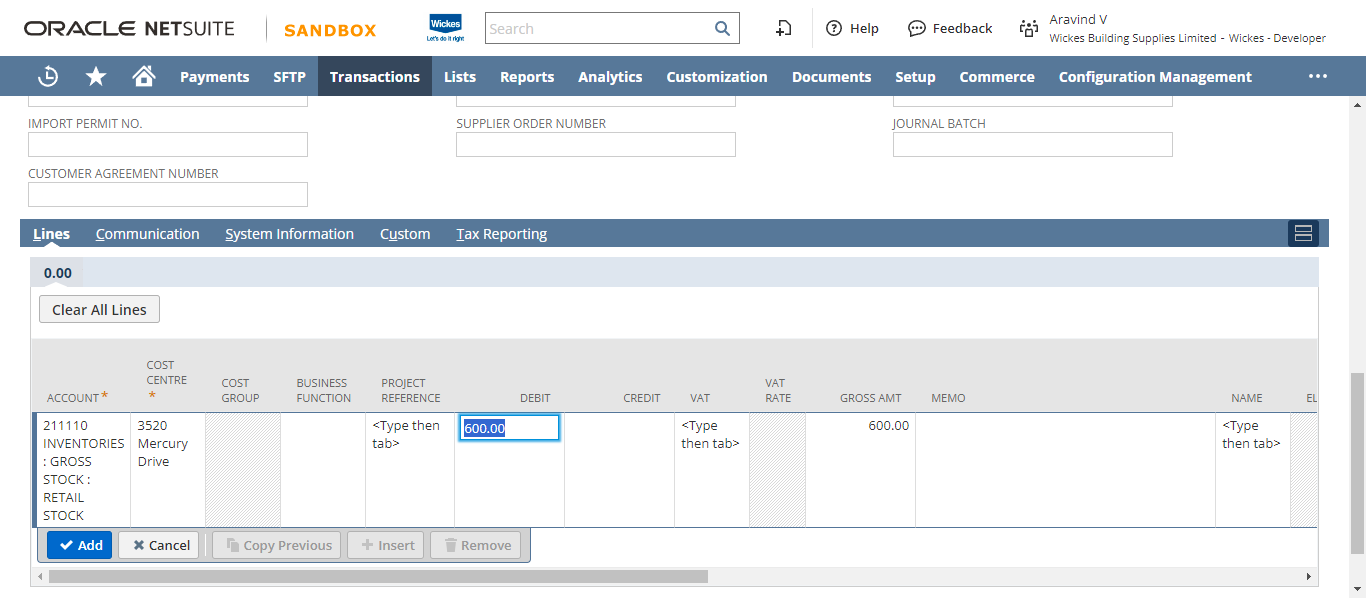 ORACLE NETSUITE
SANDBOX
Wickes
Let's do it right
Search
Help
Feedback
Aravind V
Wickes Building Supplies Limited - Wickes - Developer
Payments SFTP Transactions Lists Reports Analytics Customization Documents Setup Commerce Configuration Management
IMPORT PERMIT NO. SUPPLIER ORDER NUMBER JOURNAL BATCH
CUSTOMER AGREEMENT NUMBER
Lines Communication System Information Custom Tax Reporting
0.00
Clear All Lines
ACCOUNT*
COST
CENTRE
*
COST
GROUP
BUSINESS
FUNCTION
PROJECT
REFERENCE
DEBIT
CREDIT
VAT
VAT
RATE
GROSS AMT
MEMO
NAME
EL
211110
INVENTORIES
: GROSS
STOCK :
RETAIL
STOCK
3520
Mercury
Drive
<Type then
tab>
600.00
<Type
then tab>
600.00
<Type
then tab>
Add Cancel Copy Previous Insert Remove